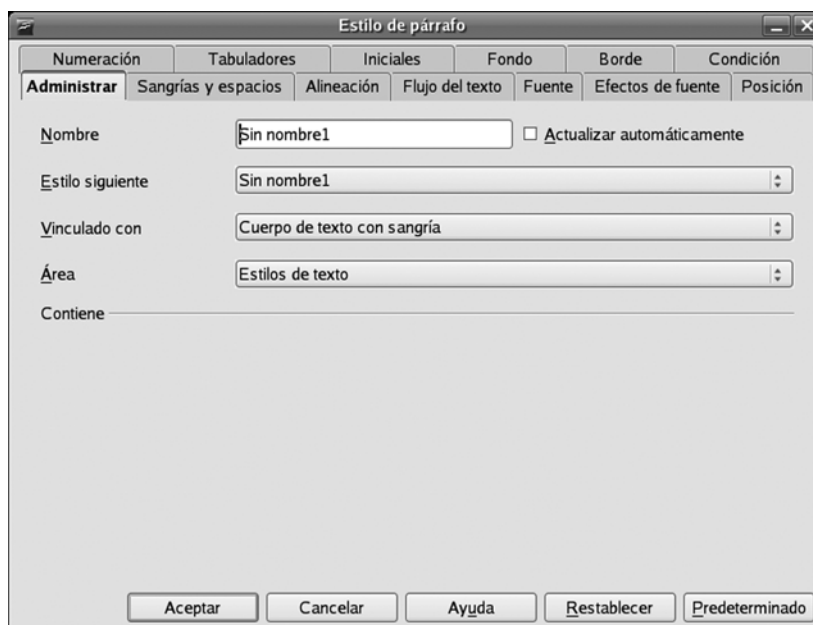 Estilo de párrafo
Numeración Tabuladores Iniciales Fondo Borde Condición
Administrar Sangrías y espacios Alineación Flujo del texto Fuente Efectos de fuente Posición
Nombre Sin nombre1 Actualizar automáticamente
Estilo siguiente Sin nombre1
Vinculado con Cuerpo de texto con sangría
Área Estilos de texto
Contiene
Aceptar Cancelar Ayuda Restablecer Predeterminado